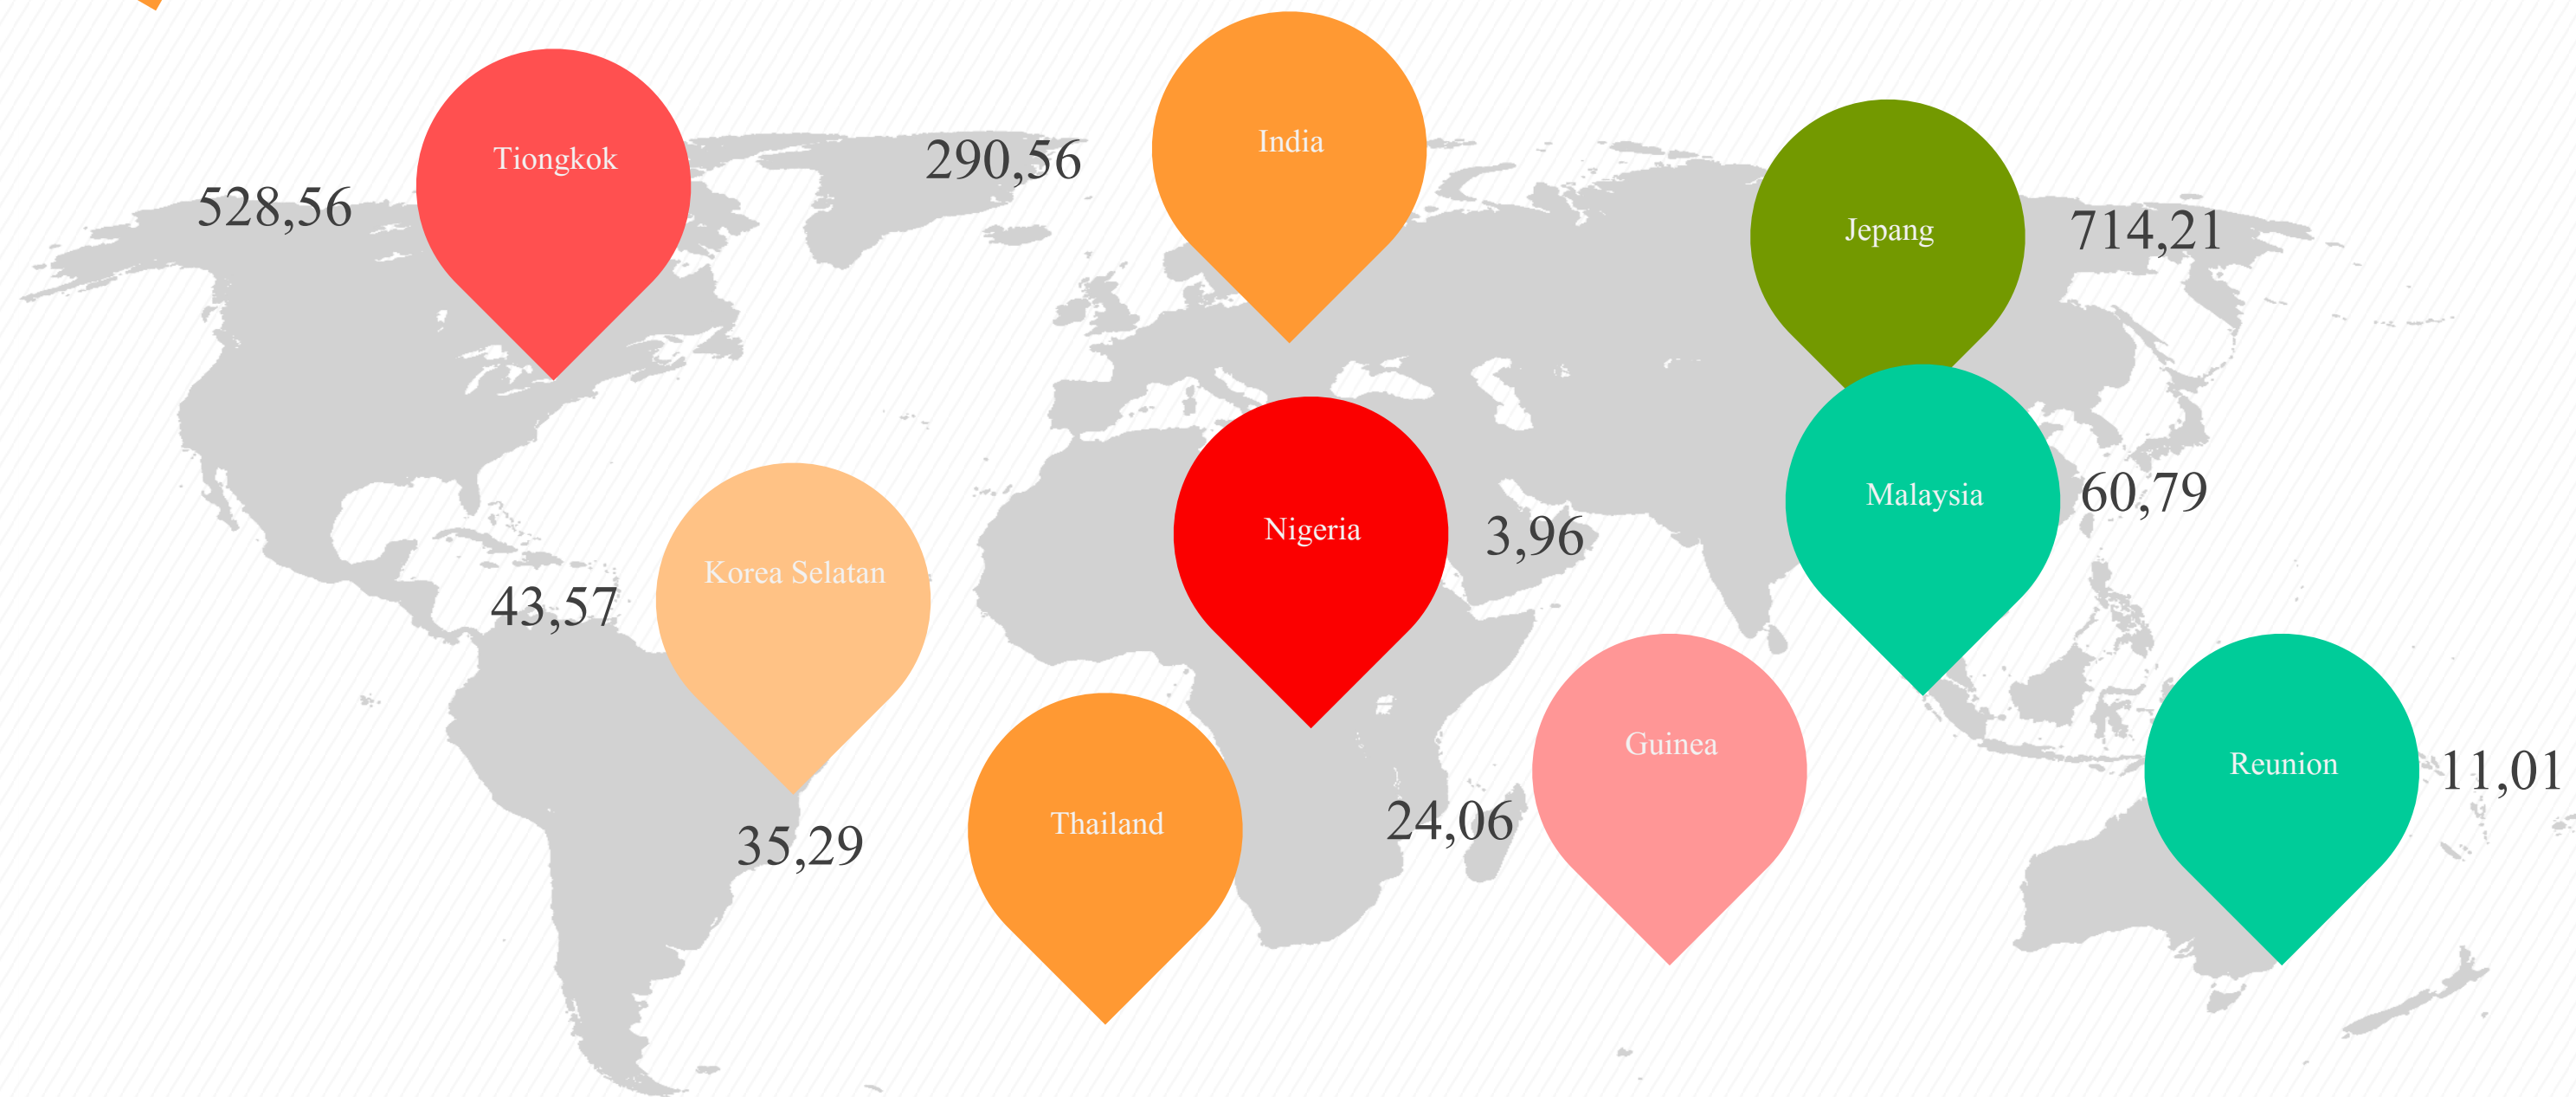 India
Tiongkok
290,56
528,56
Jepang
714,21
Malaysia
60,79
Nigeria
3,96
Korea Selatan
43,57
Guinea
24,06
Reunion
11,01
Thailand
35,29